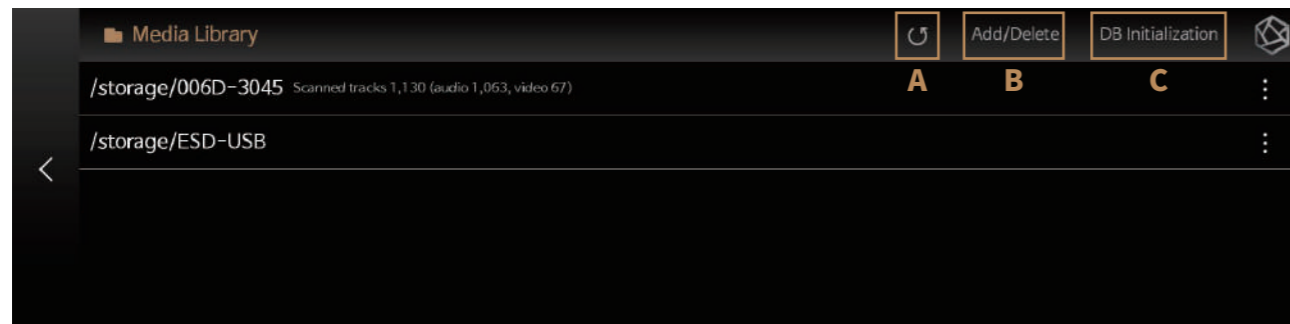 Media Library
Add/Delete
DB Initialization
A
B
C
/storage/006D-3045 Scanned tracks 1,130 (audio 1,063, video 67)
/storage/ESD-USB